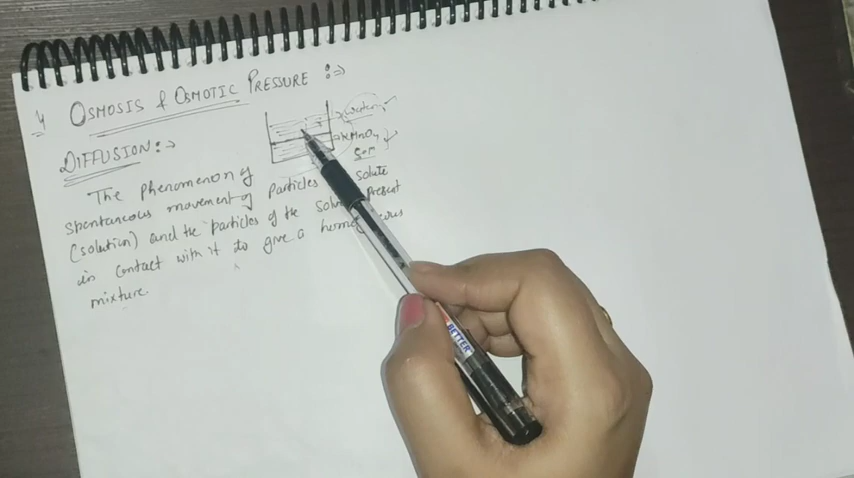 4 OSMOSIS & OSMOTIC PRESSURE :→
water
KMnO4
Soln
DIFFUSION :→
The Phenomenon of
spontaneous movement of Particles solute
(solution) and the particles of the present
in contact with it to give a
mixture.
BETTER